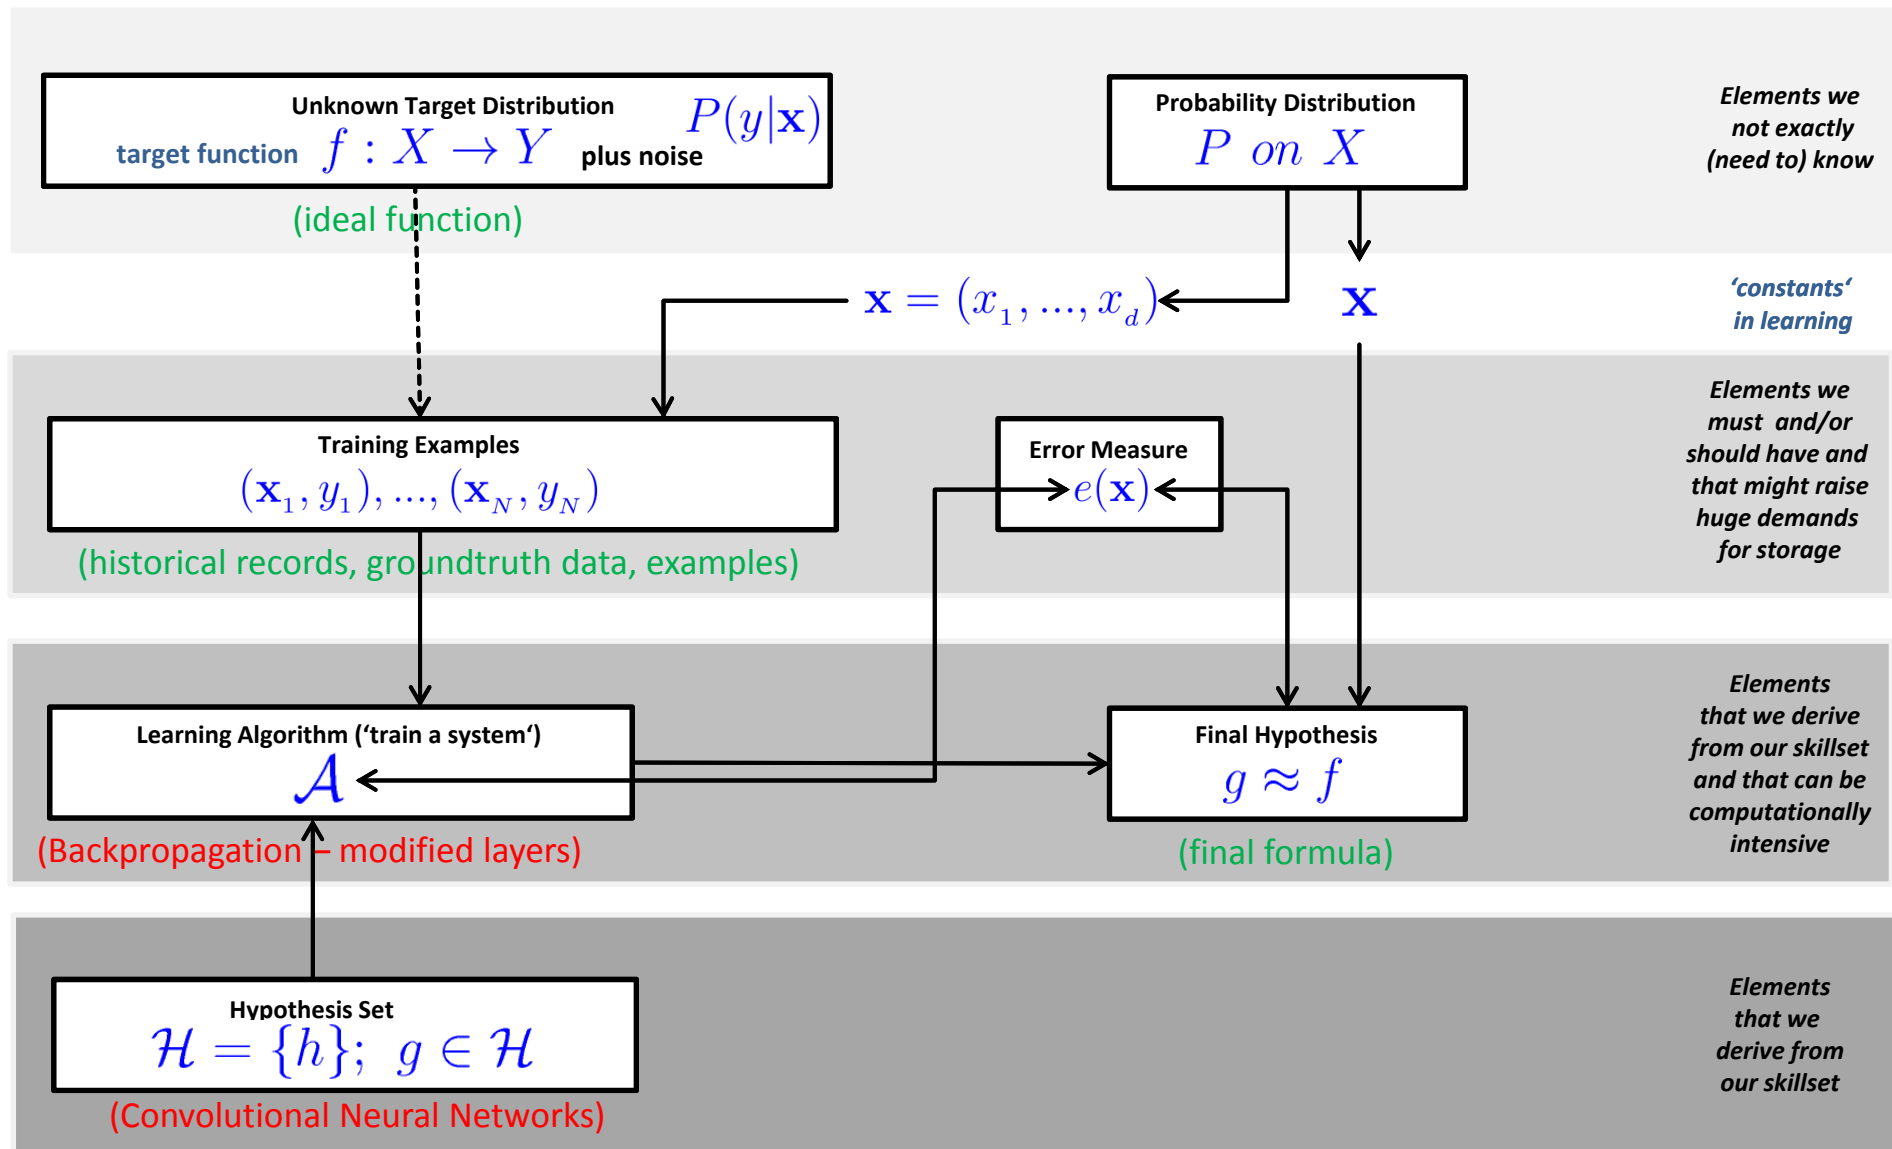 Unknown Target Distribution
target function f : X → Y plus noise P(y|x)
(ideal function)
Probability Distribution
P on X
Elements we
not exactly
(need to) know
x = (x₁, ..., x_d)
x
‘constants‘
in learning
Training Examples
(x₁, y₁), ..., (x_N, y_N)
(historical records, groundtruth data, examples)
Error Measure
e(x)
Elements we
must and/or
should have and
that might raise
huge demands
for storage
Learning Algorithm (‘train a system‘)
𝒜
(Backpropagation – modified layers)
Final Hypothesis
g ≈ f
(final formula)
Elements
that we derive
from our skillset
and that can be
computationally
intensive
Hypothesis Set
ℋ = {h}; g ∈ ℋ
(Convolutional Neural Networks)
Elements
that we
derive from
our skillset